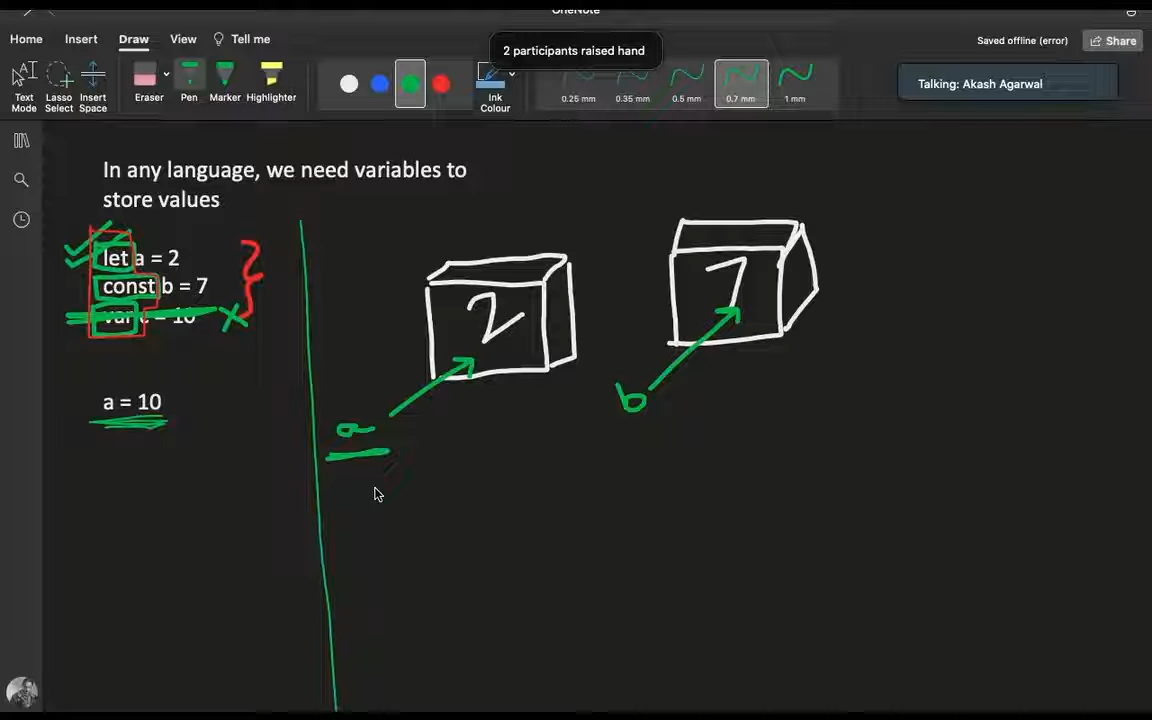 OneNote
2 participants raised hand
Home Insert Draw View Tell me
Saved offline (error) Share
Text Mode
Lasso Select
Insert Space
Eraser
Pen
Marker
Highlighter
Ink Colour
0.25 mm 0.35 mm 0.5 mm 0.7 mm 1 mm
Talking: Akash Agarwal
In any language, we need variables to
store values
let a = 2
const b = 7
var c = 10
a = 10
2
7
a
b